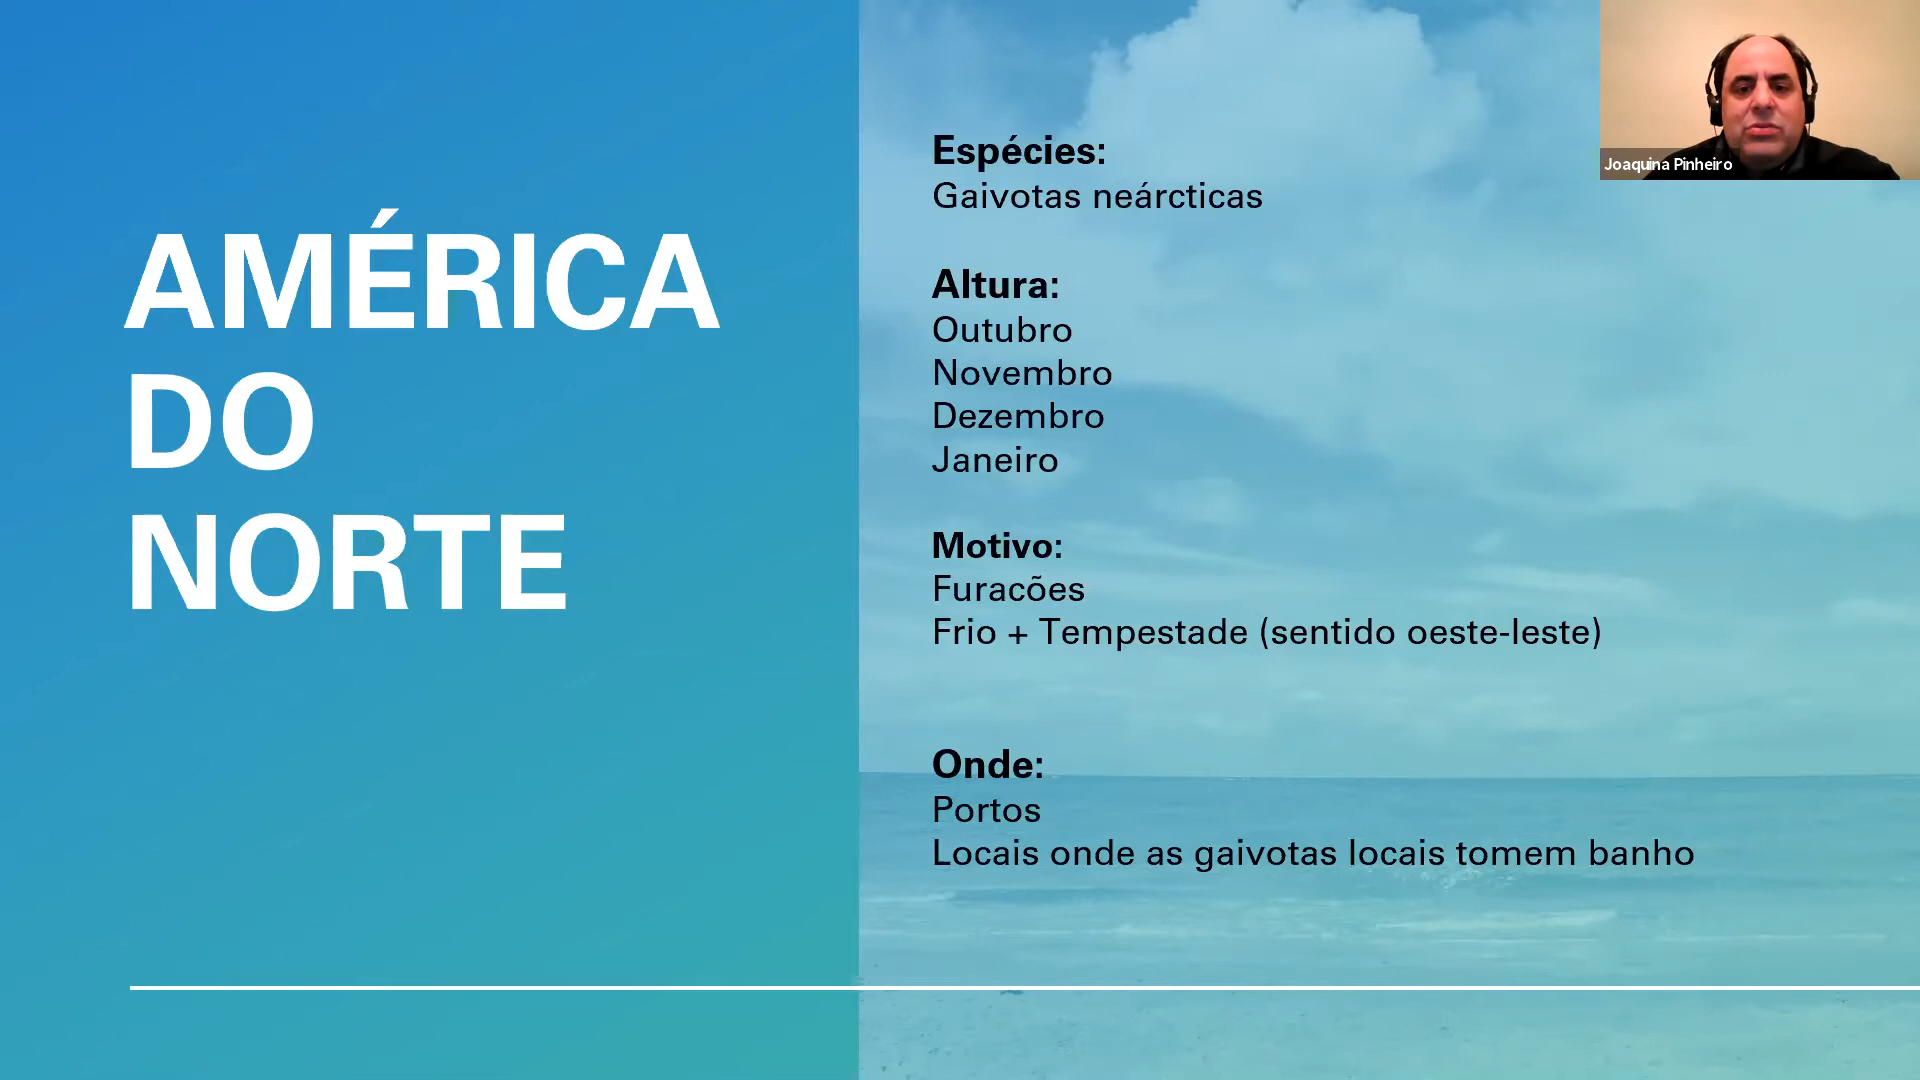 AMÉRICA
DO
NORTE
Espécies:
Gaivotas neárcticas
Altura:
Outubro
Novembro
Dezembro
Janeiro
Motivo:
Furacões
Frio + Tempestade (sentido oeste-leste)
Onde:
Portos
Locais onde as gaivotas locais tomem banho
Joaquina Pinheiro